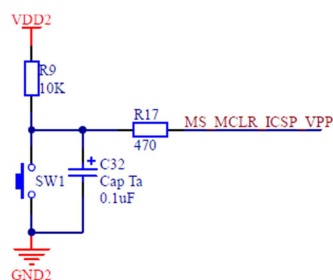 VDD2
R9
10K
R17
MS_MCLR_ICSP_VPP
470
C32
SW1
Cap Ta
0.1uF
GND2